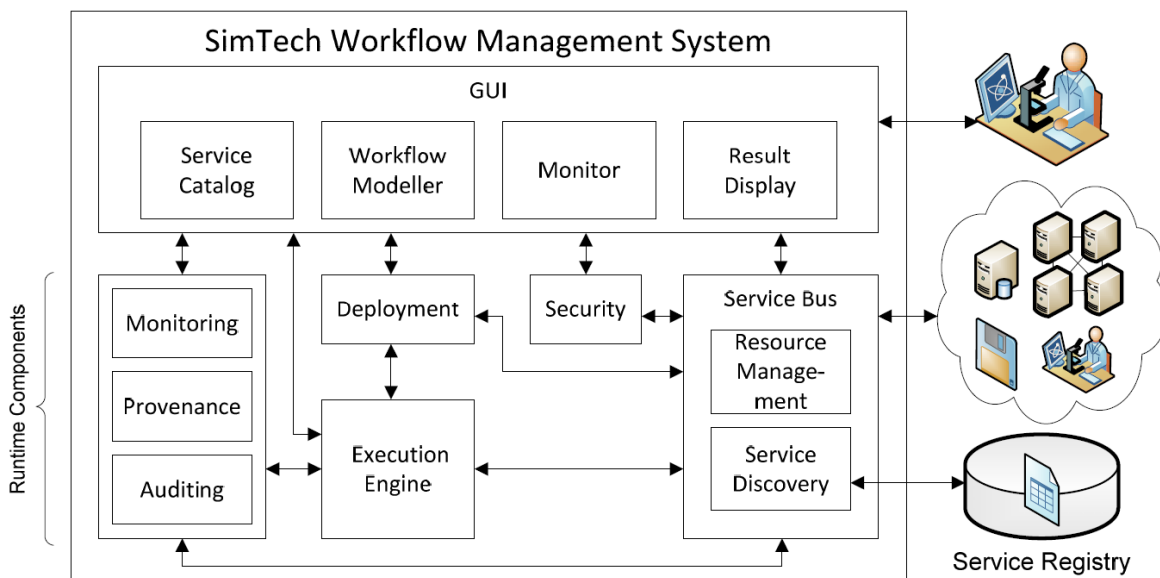 SimTech Workflow Management System
GUI
Service
Catalog
Workflow
Modeller
Monitor
Result
Display
Runtime Components
Monitoring
Provenance
Auditing
Deployment
Execution
Engine
Security
Service Bus
Resource
Manage-
ment
Service
Discovery
Service Registry